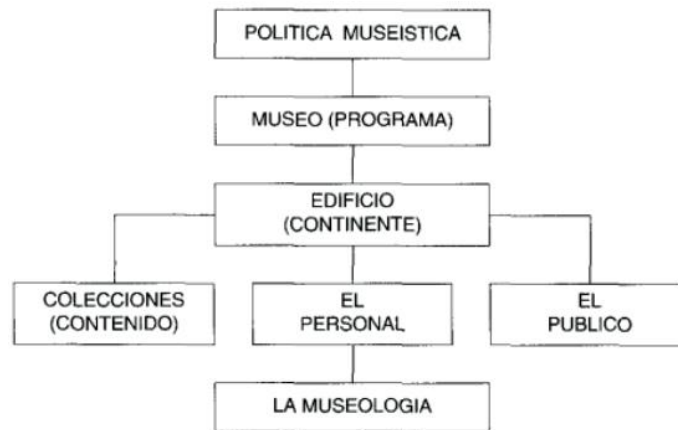 POLITICA MUSEISTICA
MUSEO (PROGRAMA)
EDIFICIO
(CONTINENTE)
COLECCIONES
(CONTENIDO)
EL
PERSONAL
EL
PUBLICO
LA MUSEOLOGIA